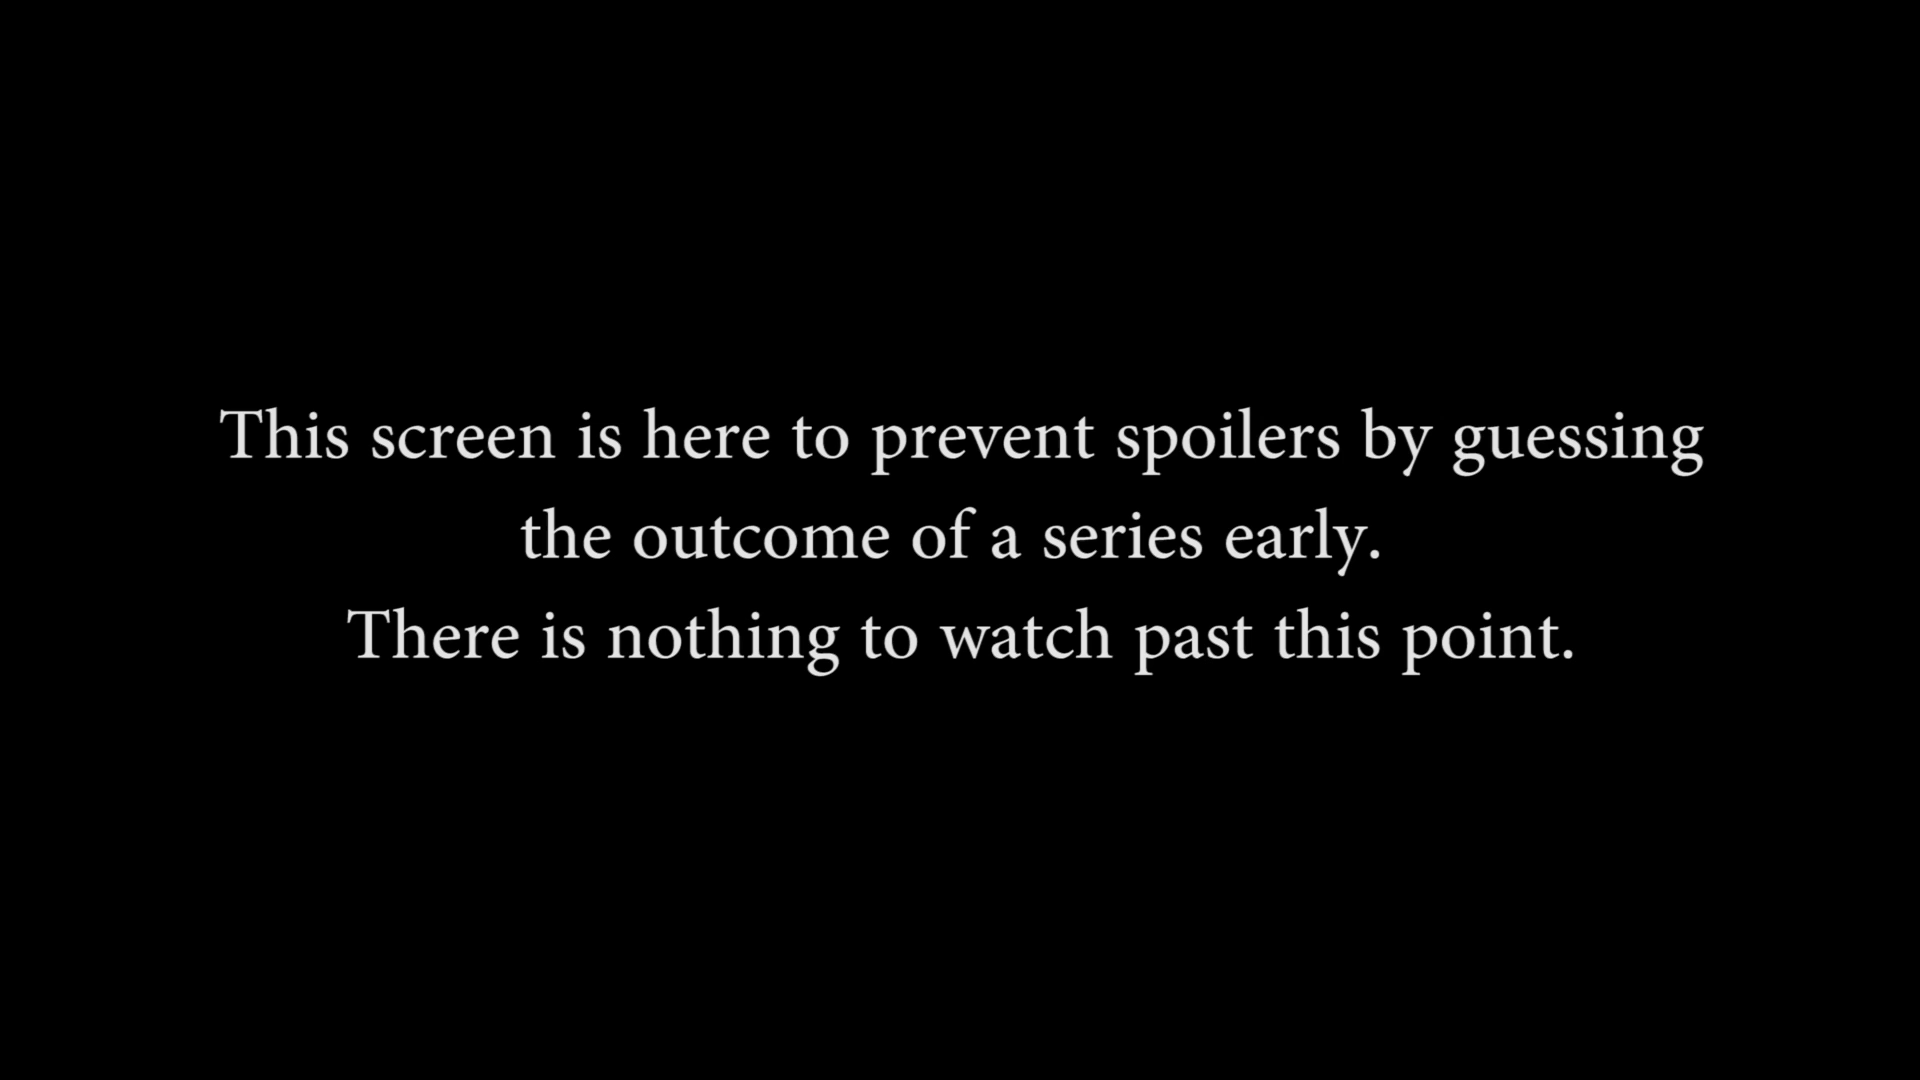 This screen is here to prevent spoilers by guessing
the outcome of a series early.
There is nothing to watch past this point.